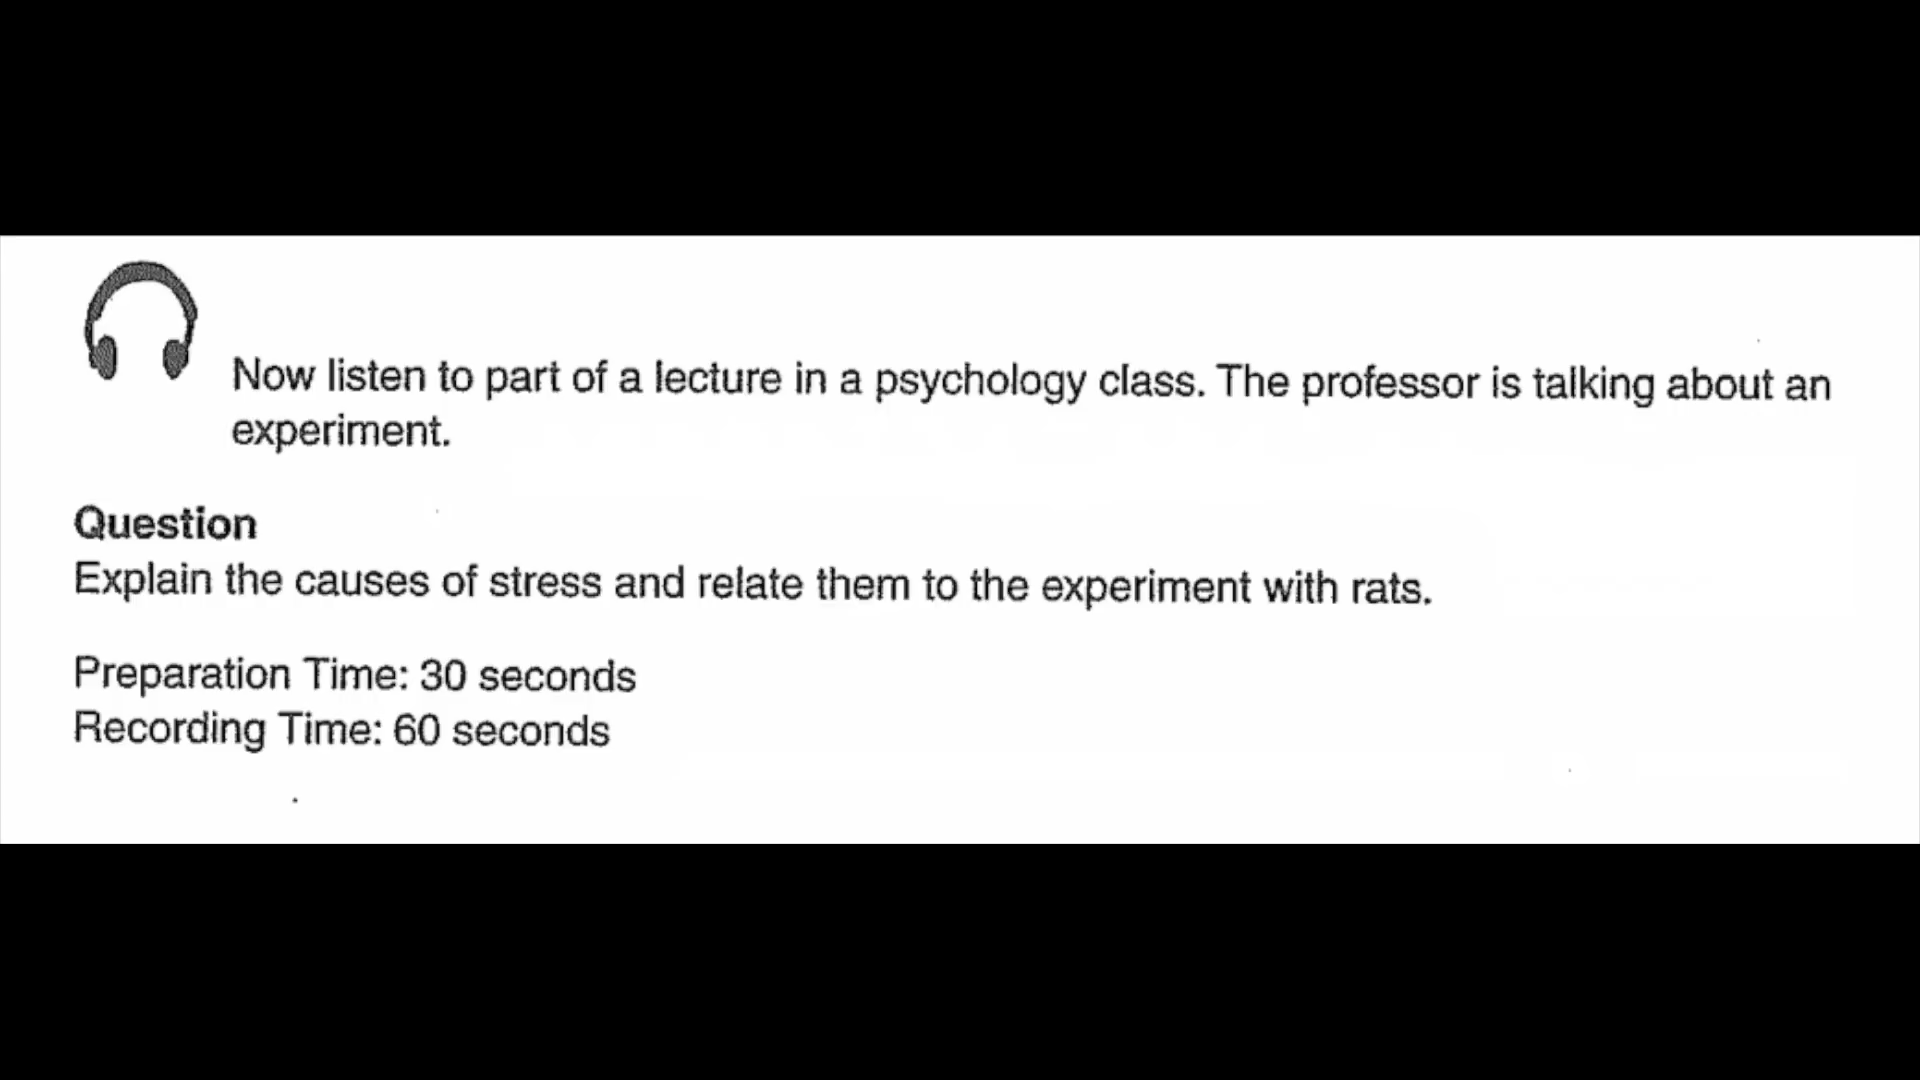 Now listen to part of a lecture in a psychology class. The professor is talking about an
experiment.
Question
Explain the causes of stress and relate them to the experiment with rats.
Preparation Time: 30 seconds
Recording Time: 60 seconds